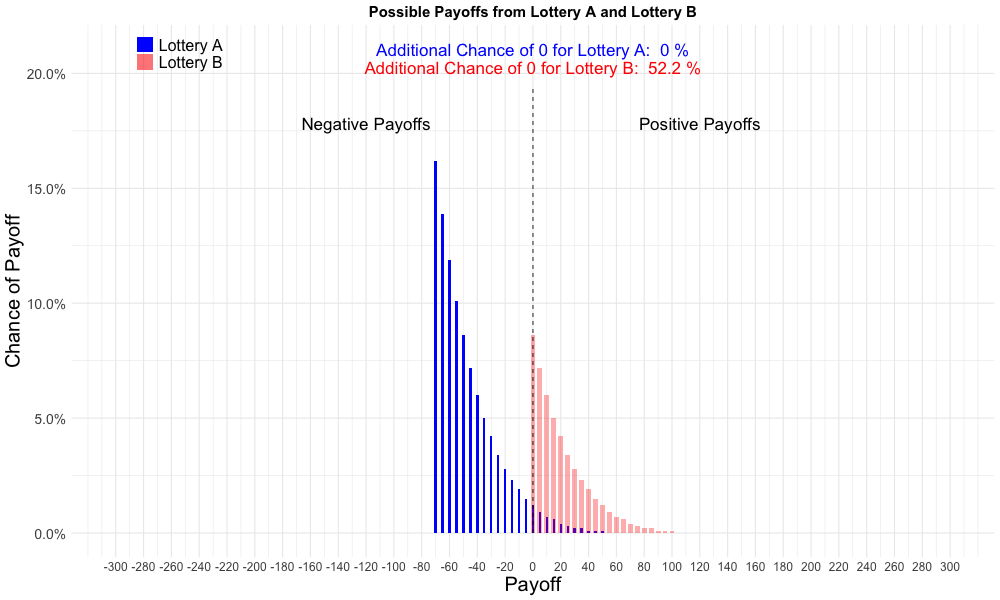 Possible Payoffs from Lottery A and Lottery B
Lottery A
Lottery B
Additional Chance of 0 for Lottery A:  0 %
Additional Chance of 0 for Lottery B:  52.2 %
Negative Payoffs
Positive Payoffs
Chance of Payoff
20.0%
15.0%
10.0%
5.0%
0.0%
-300 -280 -260 -240 -220 -200 -180 -160 -140 -120 -100 -80 -60 -40 -20 0 20 40 60 80 100 120 140 160 180 200 220 240 260 280 300
Payoff